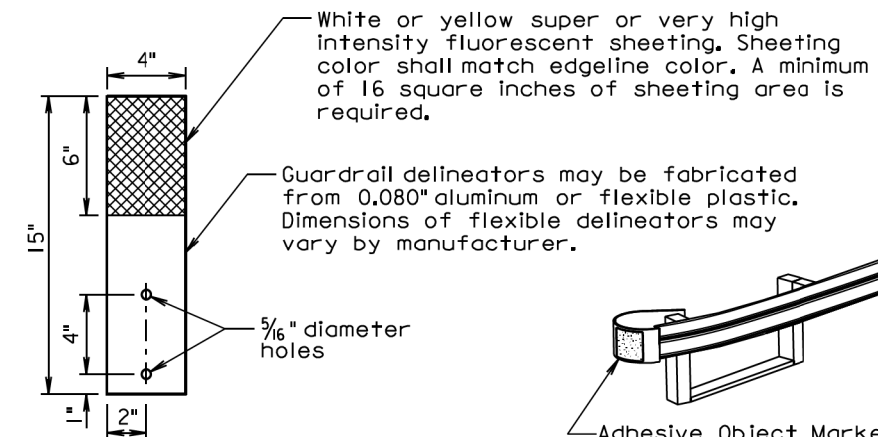 White or yellow super or very high
intensity fluorescent sheeting. Sheeting
color shall match edgeline color. A minimum
of 16 square inches of sheeting area is
required.
4"
6"
15"
Guardrail delineators may be fabricated
from 0.080" aluminum or flexible plastic.
Dimensions of flexible delineators may
vary by manufacturer.
4"
5/16" diameter
holes
1"
2"
Adhesive Object Marke